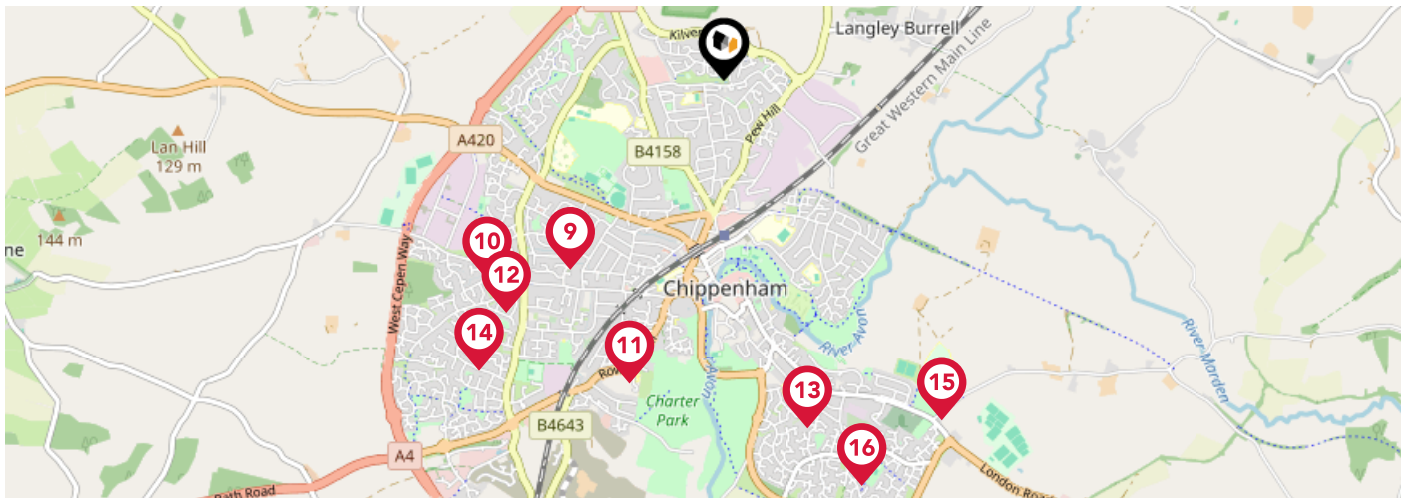 Kilver
Langley Burrell
Great Western Main Line
Pew Hill
Lan Hill
129 m
A420
B4158
144 m
ne
West Cepen Way
10
9
12
Chippenham
River Avon
14
11
Row
Avon
Charter
Park
13
15
16
River Marden
B4643
A4
Bath Road
London Road